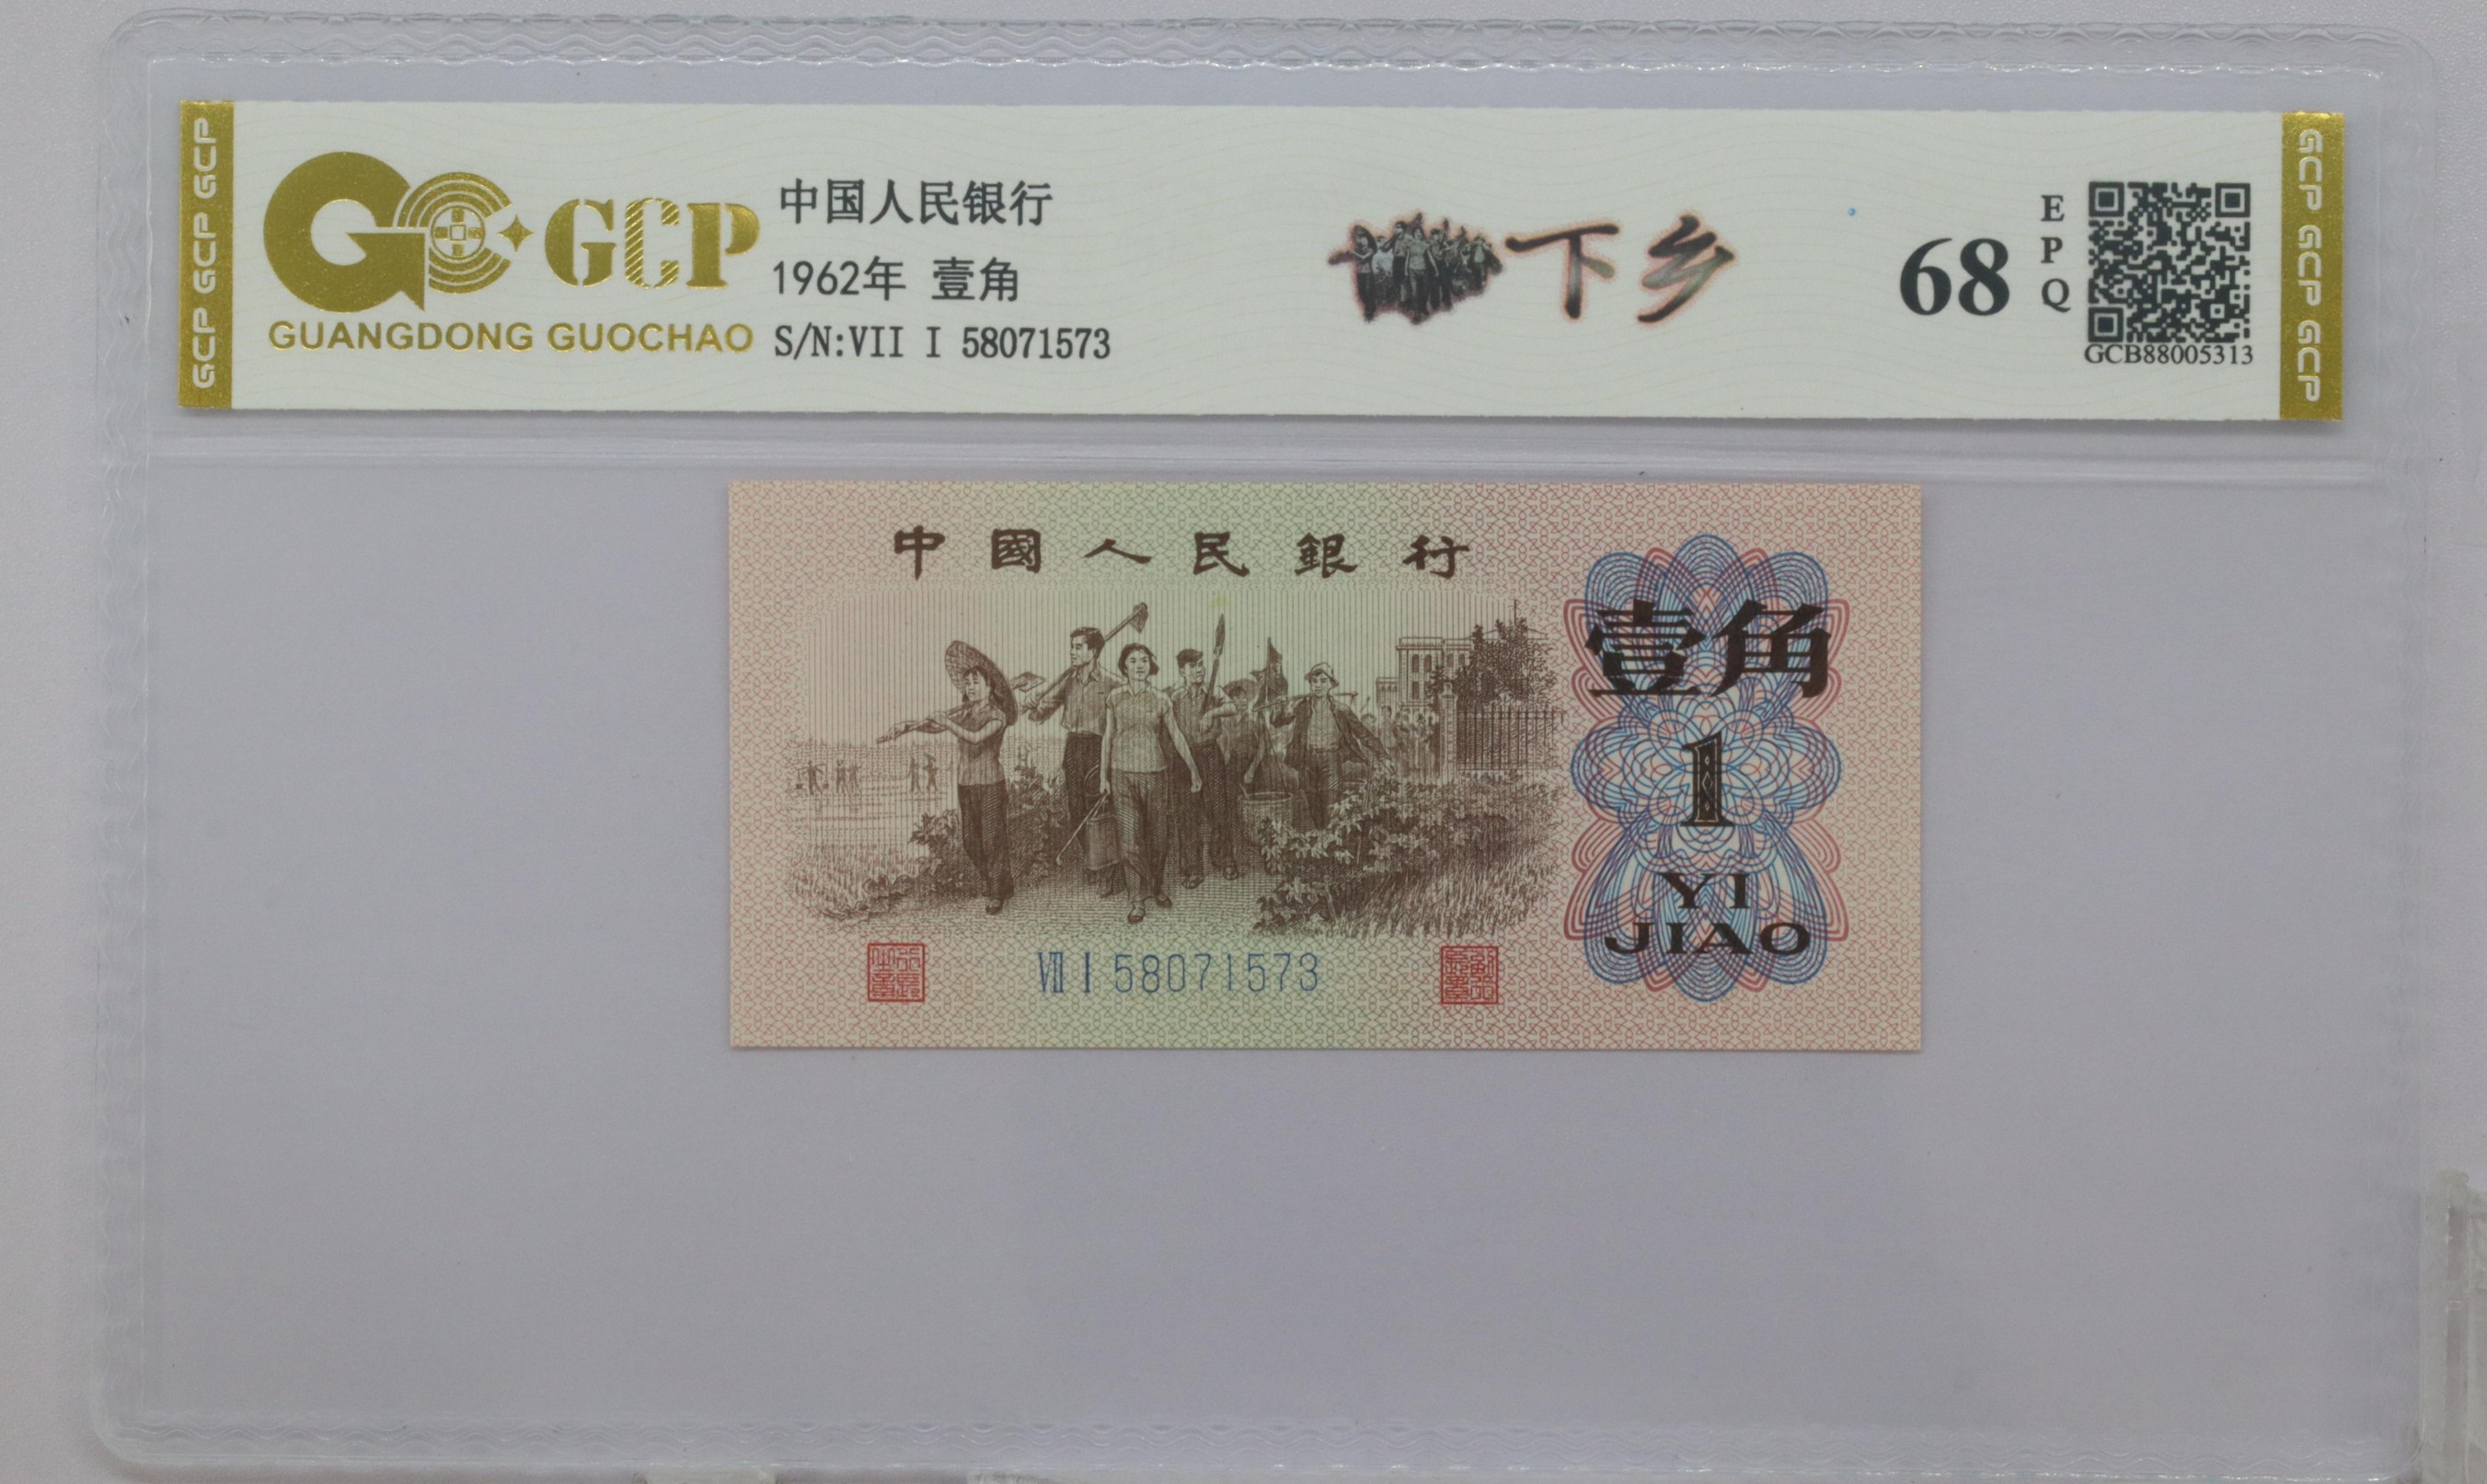 GCP GCP GCP
GCP
GUANGDONG GUOCHAO
中国人民银行
1962年 壹角
S/N:VII I 58071573
下乡
68
EPQ
GCB88005313
GCP GCP GCP
中國人民銀行
壹角
1
YI
JIAO
VII I 58071573